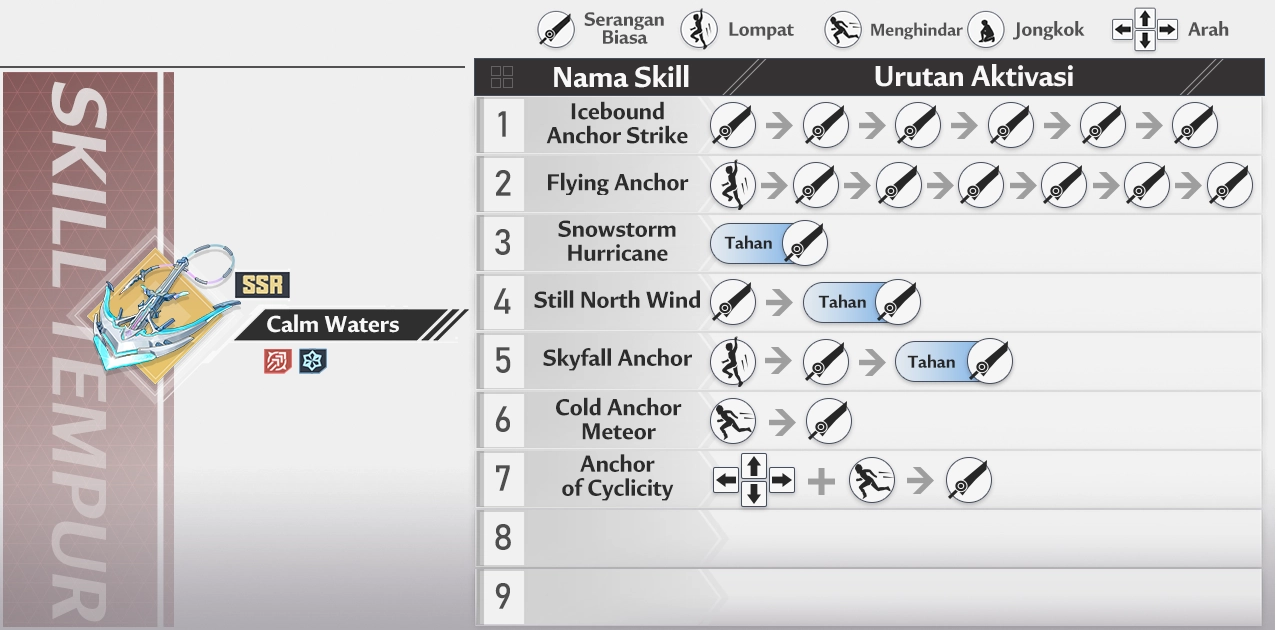 Serangan
Biasa
Lompat
Menghindar
Jongkok
Arah
SKILL TEMPUR
SSR
Calm Waters
Nama Skill
Urutan Aktivasi
1
Icebound
Anchor Strike
2
Flying Anchor
3
Snowstorm
Hurricane
Tahan
4
Still North Wind
Tahan
5
Skyfall Anchor
Tahan
6
Cold Anchor
Meteor
7
Anchor
of Cyclicity
8
9